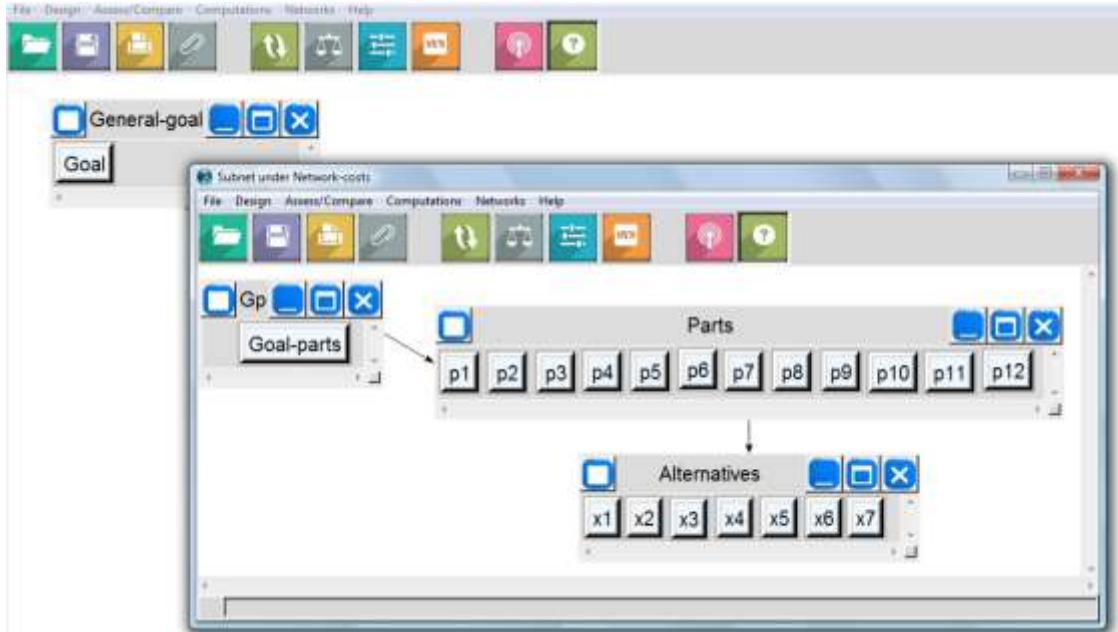 File Design Assess/Compare Computations Networks Help
General-goal
Goal
Subnet under Network-costs
File Design Assess/Compare Computations Networks Help
Gp
Goal-parts
Parts
p1 p2 p3 p4 p5 p6 p7 p8 p9 p10 p11 p12
Alternatives
x1 x2 x3 x4 x5 x6 x7